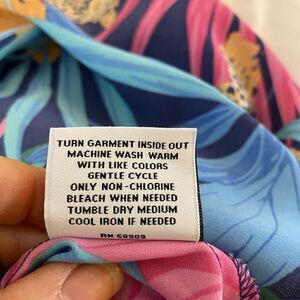 TURN GARMENT INSIDE OUT
MACHINE WASH WARM
WITH LIKE COLORS
GENTLE CYCLE
ONLY NON-CHLORINE
BLEACH WHEN NEEDED
TUMBLE DRY MEDIUM
COOL IRON IF NEEDED
RN